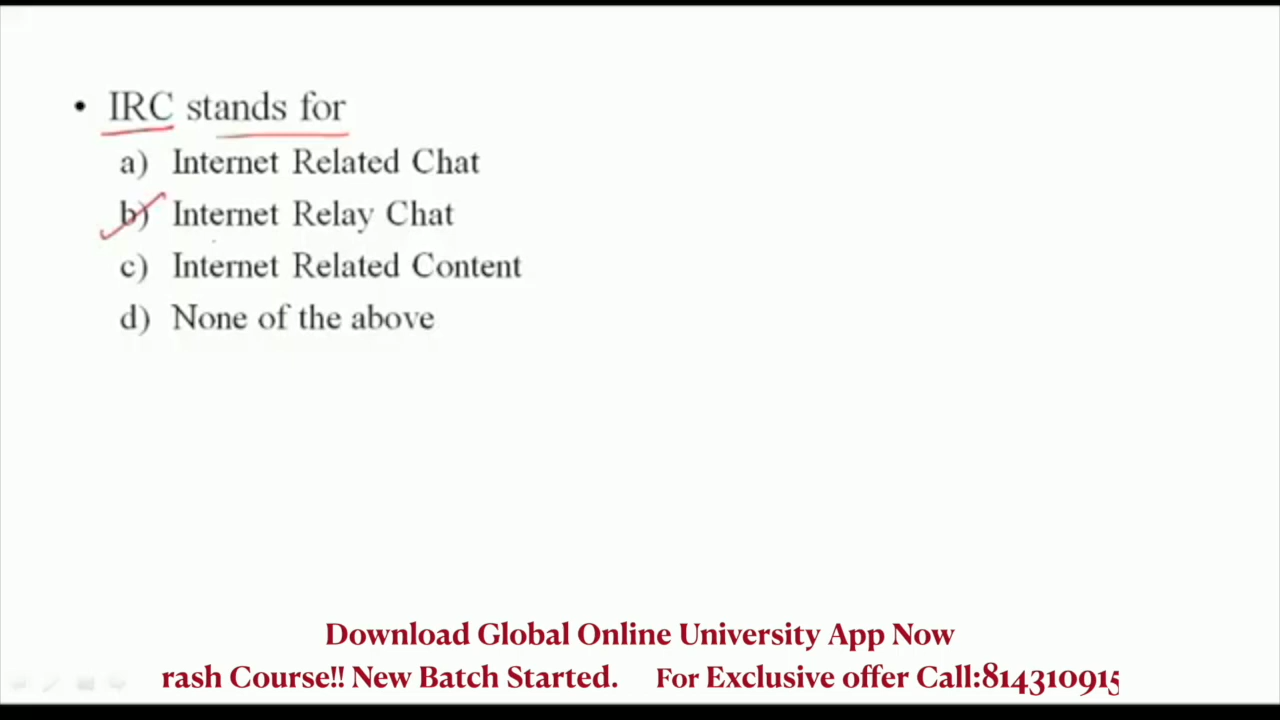 • IRC stands for
a) Internet Related Chat
b) Internet Relay Chat
c) Internet Related Content
d) None of the above
Download Global Online University App Now
rash Course!! New Batch Started. For Exclusive offer Call:814310915